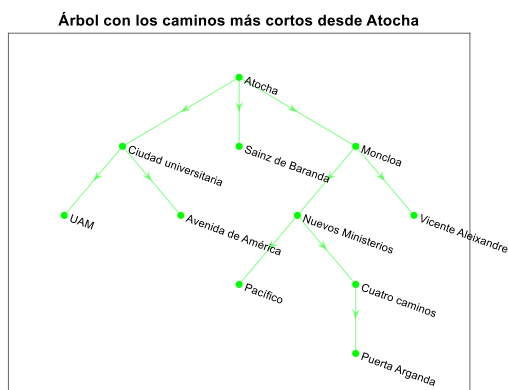 Árbol con los caminos más cortos desde Atocha
Atocha
Ciudad universitaria
Sainz de Baranda
Moncloa
UAM
Avenida de América
Nuevos Ministerios
Vicente Aleixandre
Pacífico
Cuatro caminos
Puerta Arganda